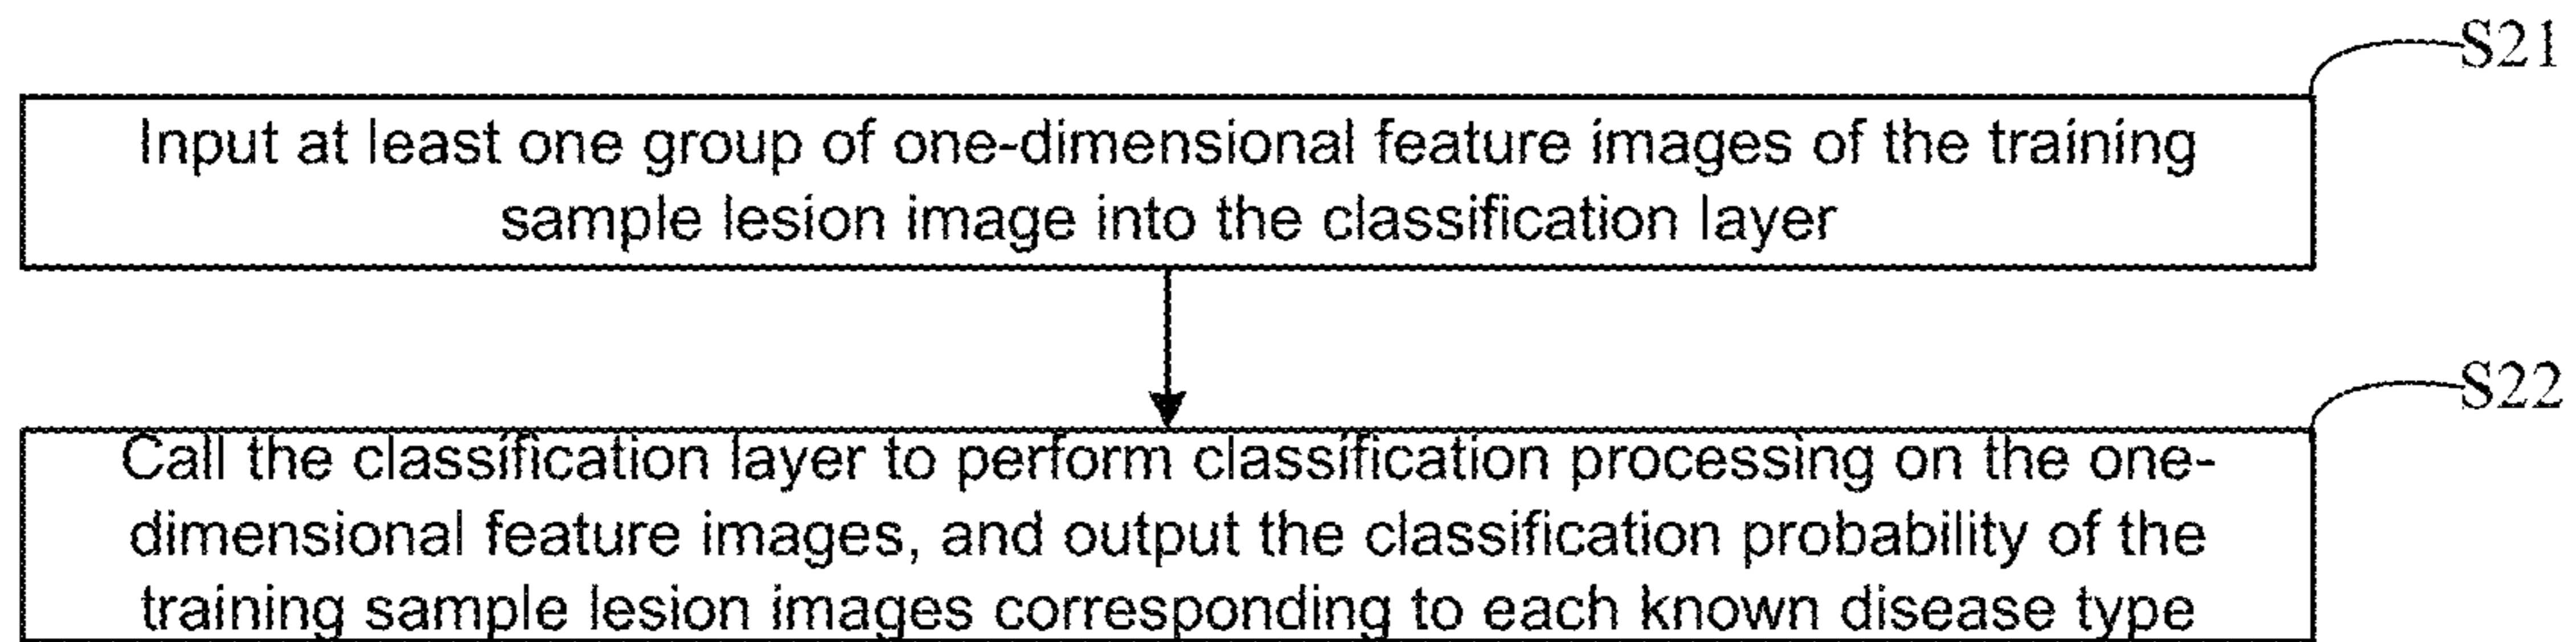 S21
Input at least one group of one-dimensional feature images of the training
sample lesion image into the classification layer
S22
Call the classification layer to perform classification processing on the one-
dimensional feature images, and output the classification probability of the
training sample lesion images corresponding to each known disease type